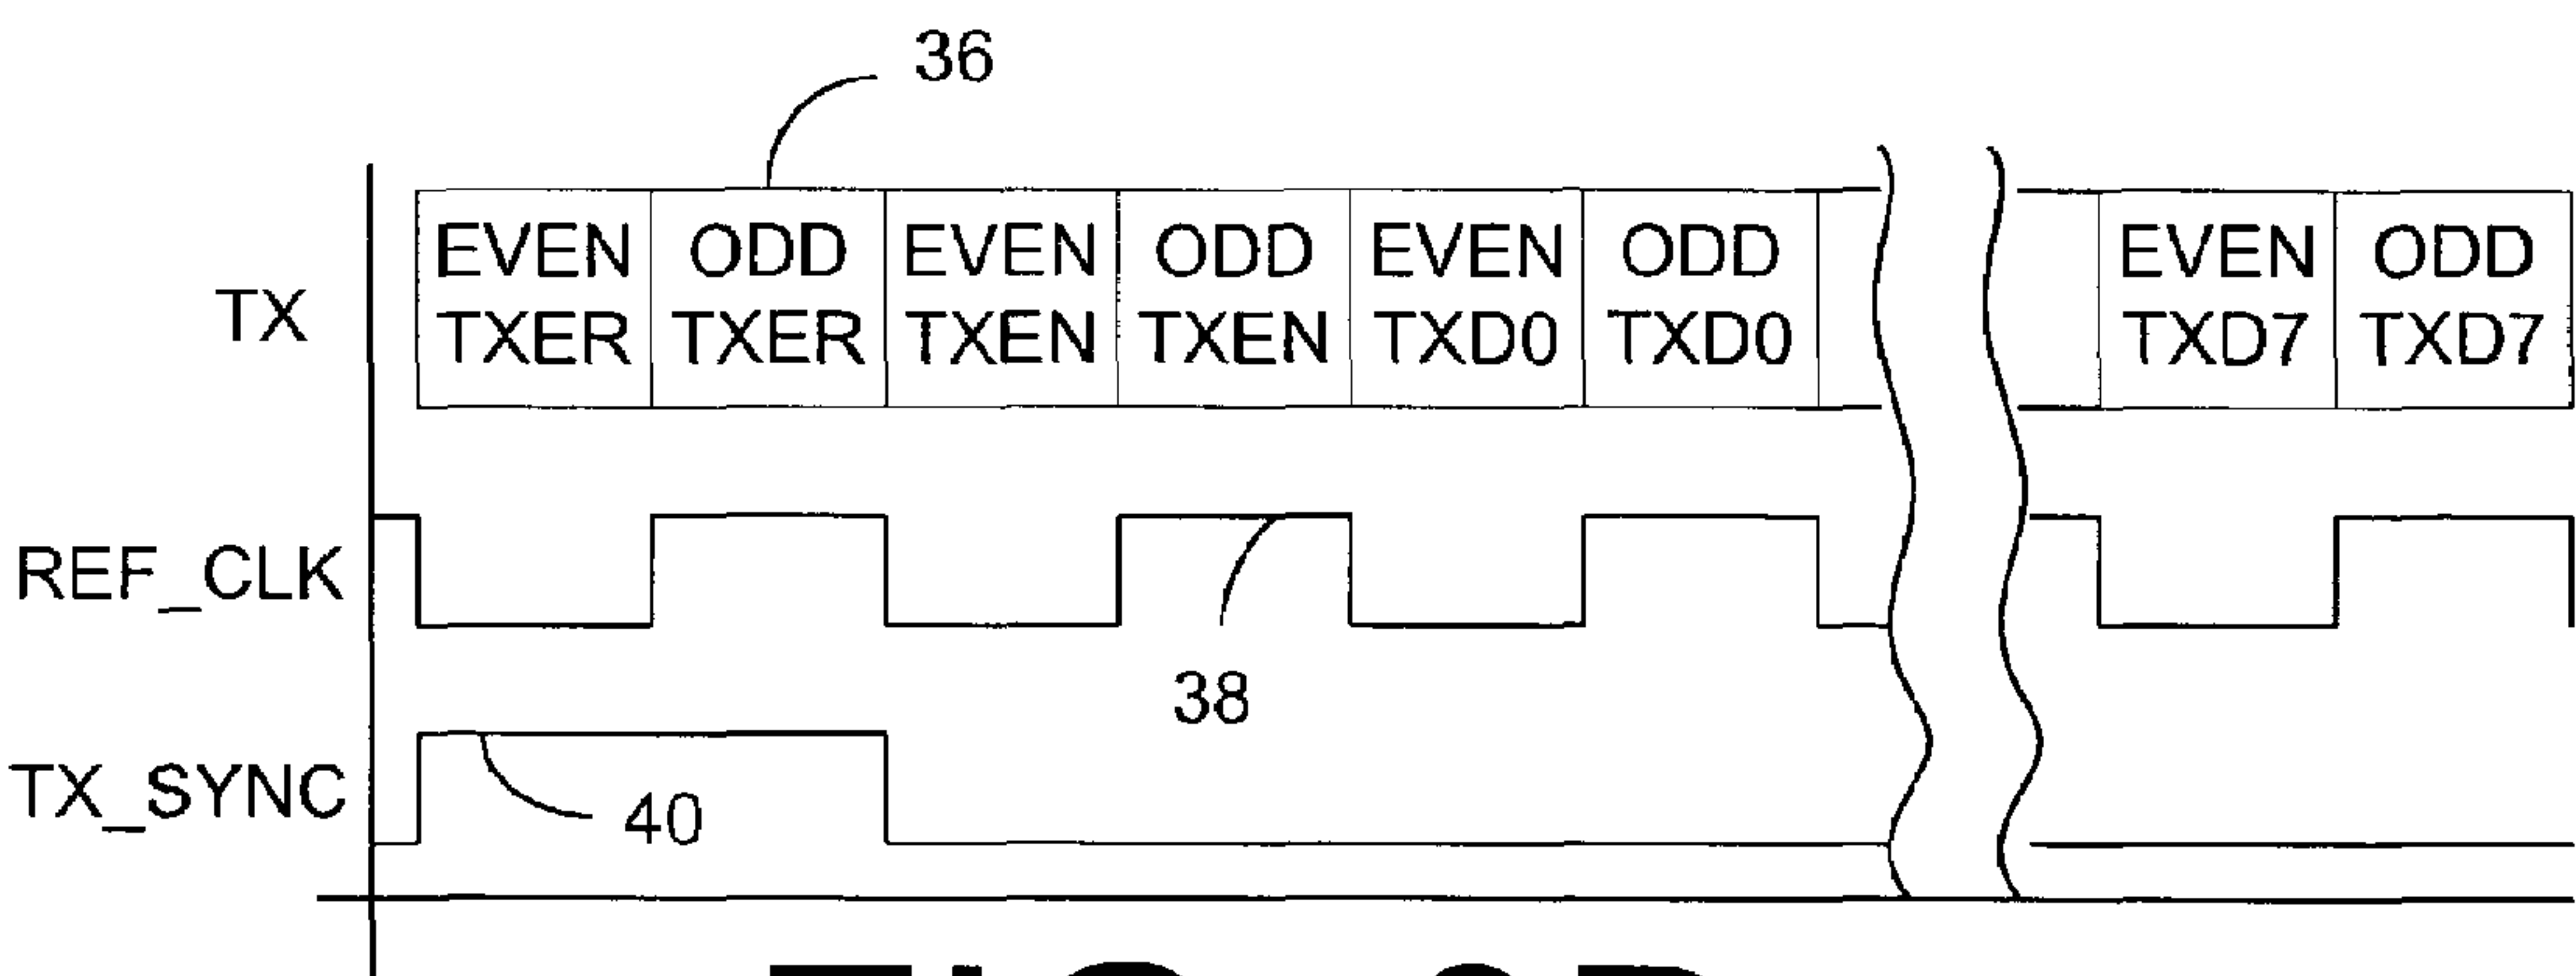 36
TX
EVEN TXER
ODD TXER
EVEN TXEN
ODD TXEN
EVEN TXD0
ODD TXD0
EVEN TXD7
ODD TXD7
REF_CLK
38
TX_SYNC
40